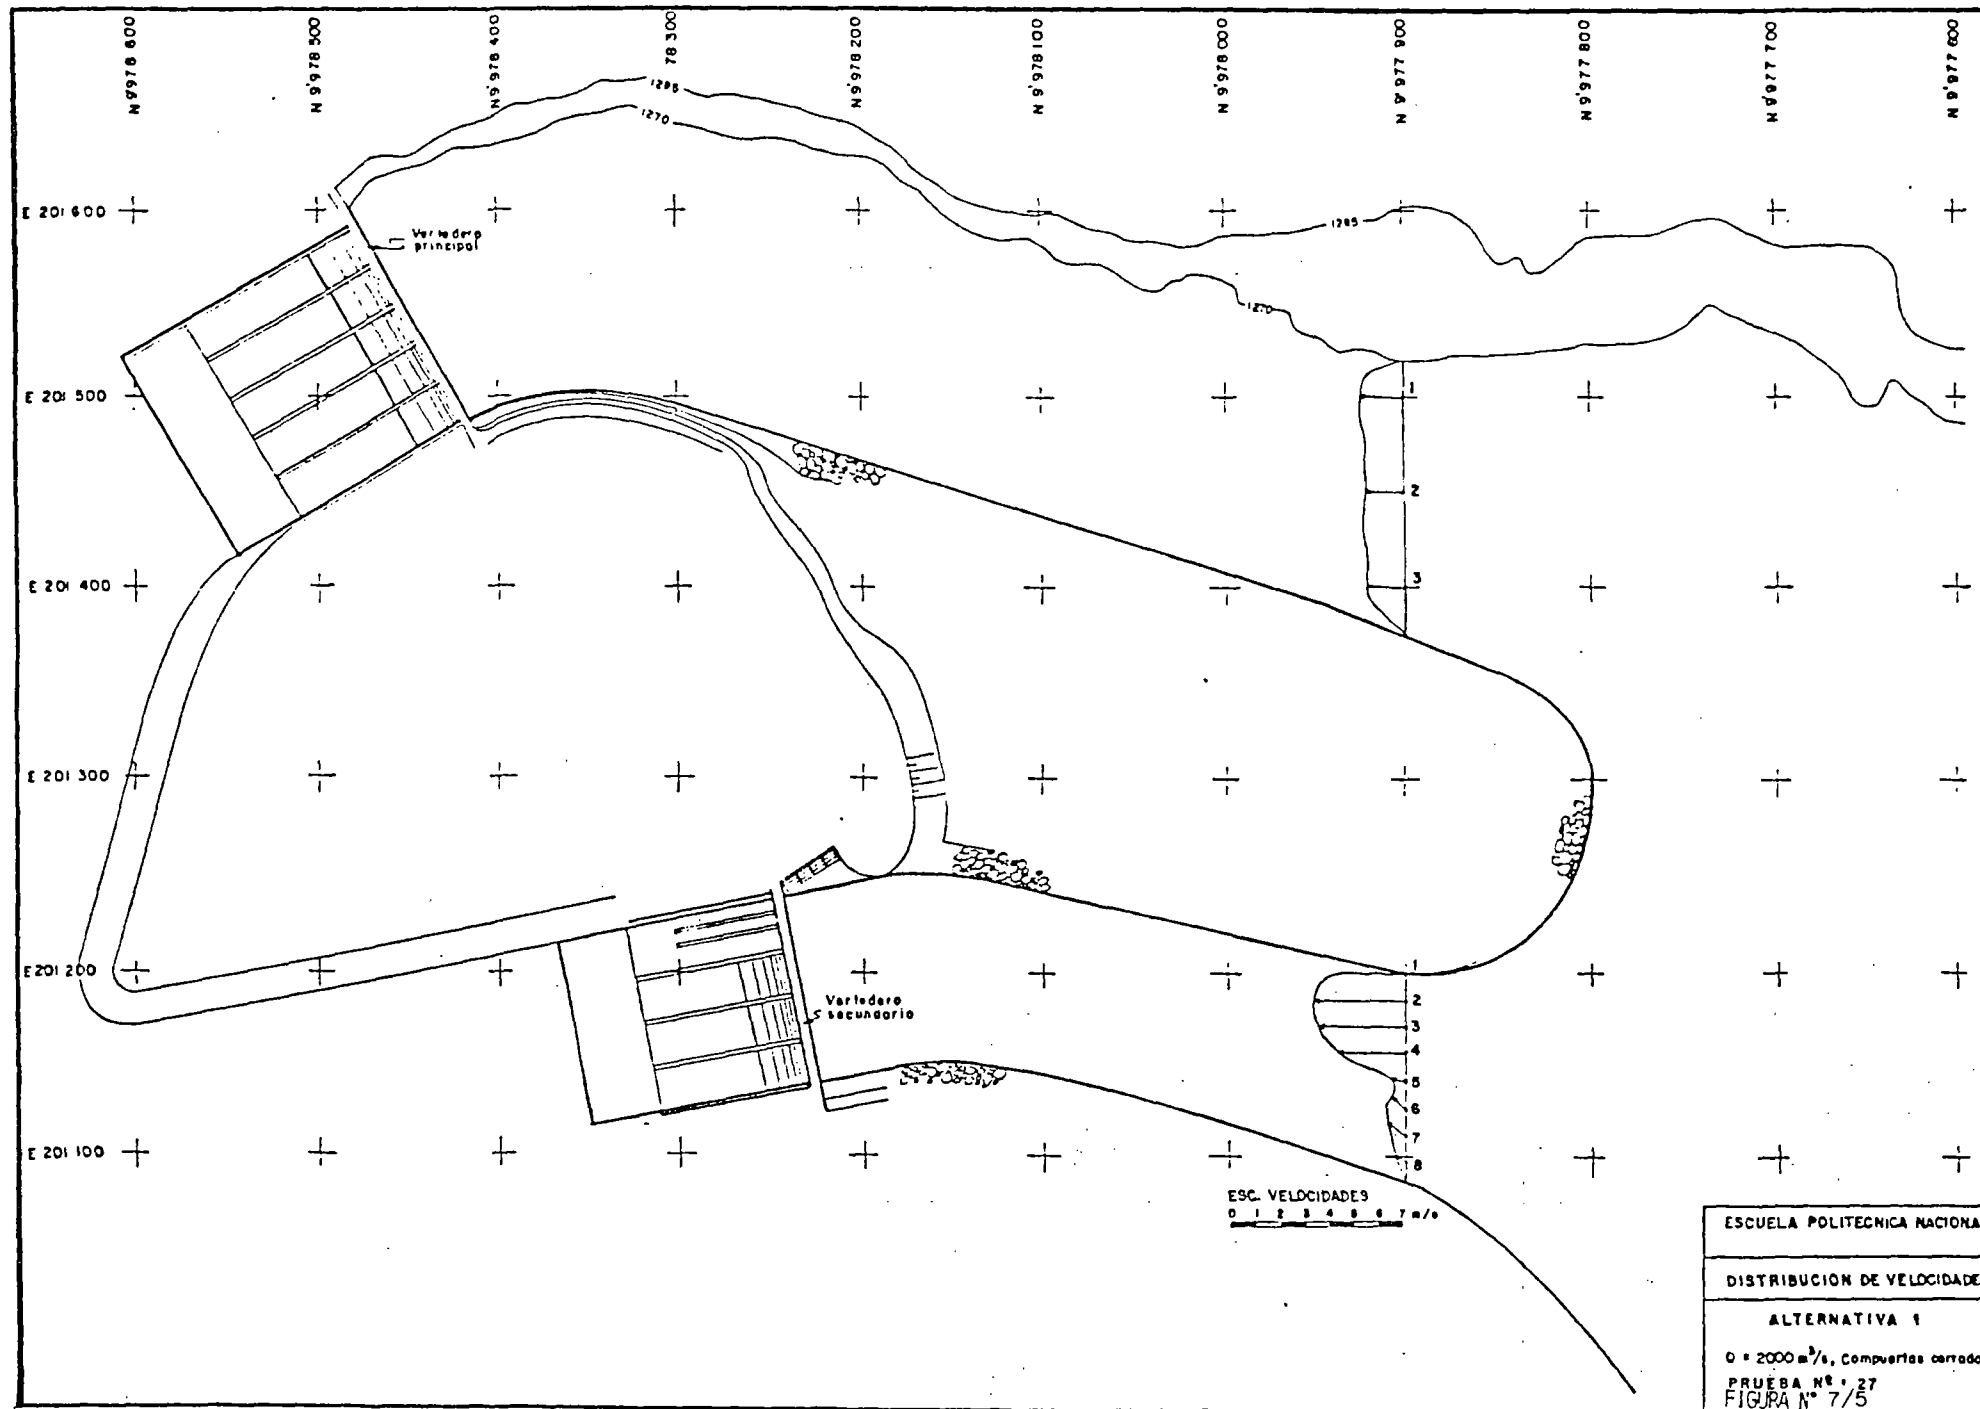 N 9'978 600
N 9'978 500
N 9'978 400
78 300
N 9'978 200
N 9'978 100
N 9'978 000
N 9'977 900
N 9'977 800
N 9'977 700
N 9'977 600
1285
1270
E 201 600
Vertedero
principal
1285
1270
E 201 500
1
2
E 201 400
3
E 201 300
E 201 200
1
2
Vertedero
secundario
3
4
5
6
7
E 201 100
8
ESC. VELOCIDADES
0 1 2 3 4 5 6 7 m/s
ESCUELA POLITECNICA NACIONA
DISTRIBUCION DE VELOCIDADE
ALTERNATIVA 1
Q = 2000 m³/s, Compuertas cerrada
PRUEBA Nº : 27
FIGURA N° 7/5